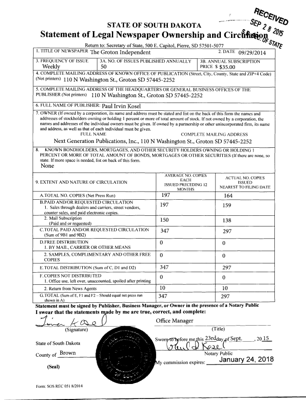 RECEIVED
SEP 28 2015
STATE OF SOUTH DAKOTA
Statement of Legal Newspaper Ownership and Circulation
Return to: Secretary of State, 500 E. Capitol, Pierre, SD 57501-5077
1. TITLE OF NEWSPAPER The Groton Independent
2. DATE 09/29/2014
3. FREQUENCY OF ISSUE
Weekly
3A. NO. OF ISSUES PUBLISHED ANNUALLY
50
3B. ANNUAL SUBSCRIPTION
PRICE $ $35.00
4. COMPLETE MAILING ADDRESS OF KNOWN OFFICE OF PUBLICATION (Street, City, County, State and ZIP+4 Code)
(Not printers) 110 N Washington St., Groton SD 57445-2252
5. COMPLETE MAILING ADDRESS OF THE HEADQUARTERS OR GENERAL BUSINESS OFFICES OF THE
PUBLISHER (Not printers) 110 N Washington St., Groton SD 57445-2252
6. FULL NAME OF PUBLISHER: Paul Irvin Kosel
7. OWNER (If owned by a corporation, its name and address must be stated and also on the back of this form the names and
addresses of stockholders owning or holding 1 percent or more of total amount of stock. If not owned by a corporation, the
names and addresses of the individual owners must be given. If owned by a partnership or other unincorporated firm, its name
and address, as well as that of each individual must be given.
FULL NAME
COMPLETE MAILING ADDRESS
Next Generation Publications, Inc., 110 N Washington St., Groton SD 57445-2252
8. KNOWN BONDHOLDERS, MORTGAGEES, AND OTHER SECURITY HOLDERS OWNING OR HOLDING 1
PERCENT OR MORE OF TOTAL AMOUNT OF BONDS, MORTGAGES OR OTHER SECURITIES (If there are none, so
state. If more space is needed, list on back of this form.
None
9. EXTENT AND NATURE OF CIRCULATION
AVERAGE NO. COPIES
EACH
ISSUED PRECEDING 12
MONTHS
ACTUAL NO. COPIES
ISSUED
NEAREST TO FILING DATE
A.TOTAL NO. COPIES (Net Press Run) 197 164
B.PAID AND/OR REQUESTED CIRCULATION
1. Sales through dealers and carriers, street vendors,
counter sales, and paid electronic copies. 197 159
2. Mail Subscription
(Paid and/or requested) 150 138
C.TOTAL PAID AND/OR REQUESTED CIRCULATION
(Sum of 9B1 and 9B2) 347 297
D.FREE DISTRIBUTION
1. BY MAIL, CARRIER OR OTHER MEANS 0 0
2. SAMPLES, COMPLIMENTARY AND OTHER FREE
COPIES 0 0
E.TOTAL DISTRIBUTION (Sum of C, D1 and D2) 347 297
F.COPIES NOT DISTRIBUTED
1. Office use, left over, unaccounted, spoiled after printing 0 0
2. Return from News Agents 10 10
G.TOTAL (Sum of E, F1 and F2 - Should equal net press run
shown in A) 347 297
Statement must be signed by Publisher, Business Manager, or Owner in the presence of a Notary Public
I swear that the statements made by me are true, correct, and complete:
Tina Kosel
Office Manager
(Signature)
(Title)
State of South Dakota
Sworn to before me this 23rd day of Sept. 2015
Paul I Kosel
County of Brown
Notary Public
(Seal)
My commission expires: January 24, 2018